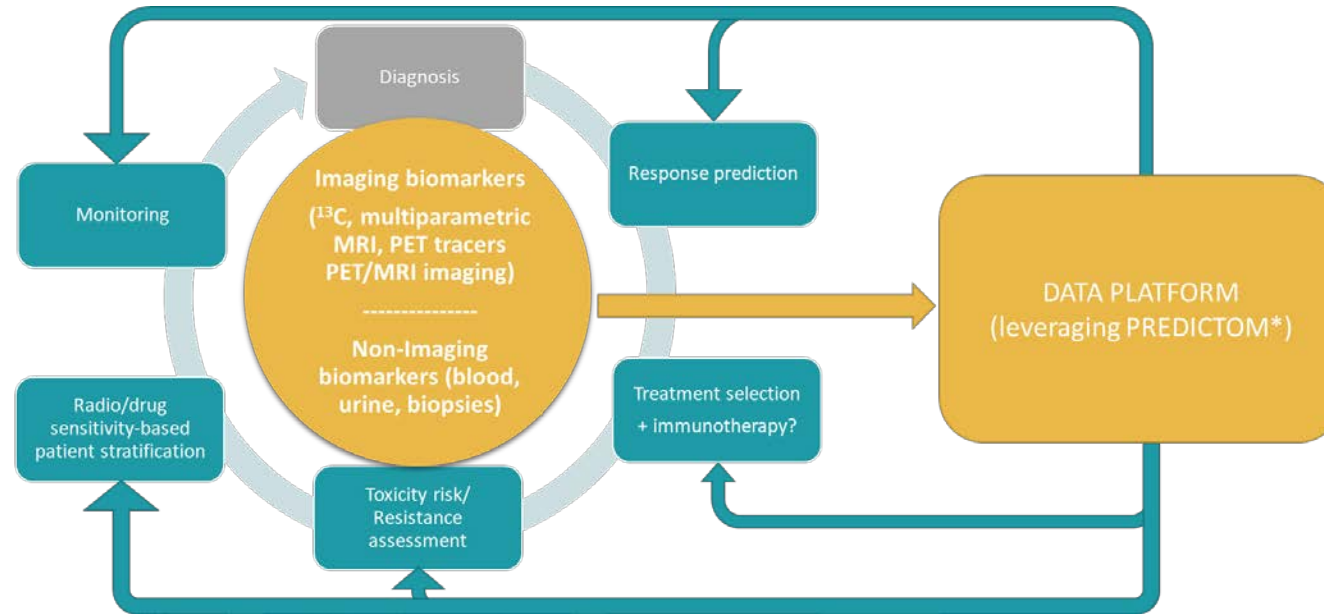 Diagnosis
Imaging biomarkers
(¹³C, multiparametric
MRI, PET tracers
PET/MRI imaging)
---------------
Non-Imaging
biomarkers (blood,
urine, biopsies)
Response prediction
Monitoring
DATA PLATFORM
(leveraging PREDICTOM*)
Treatment selection
+ immunotherapy?
Radio/drug
sensitivity-based
patient stratification
Toxicity risk/
Resistance
assessment